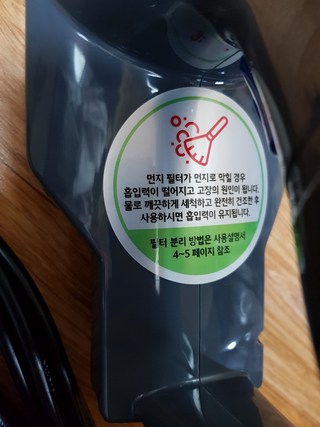 먼지 필터가 먼지로 막힐 경우
흡입력이 떨어지고 고장의 원인이 됩니다.
물로 깨끗하게 세척하고 완전히 건조한 후
사용하시면 흡입력이 유지됩니다.
필터 분리 방법은 사용설명서
4~5 페이지 참조